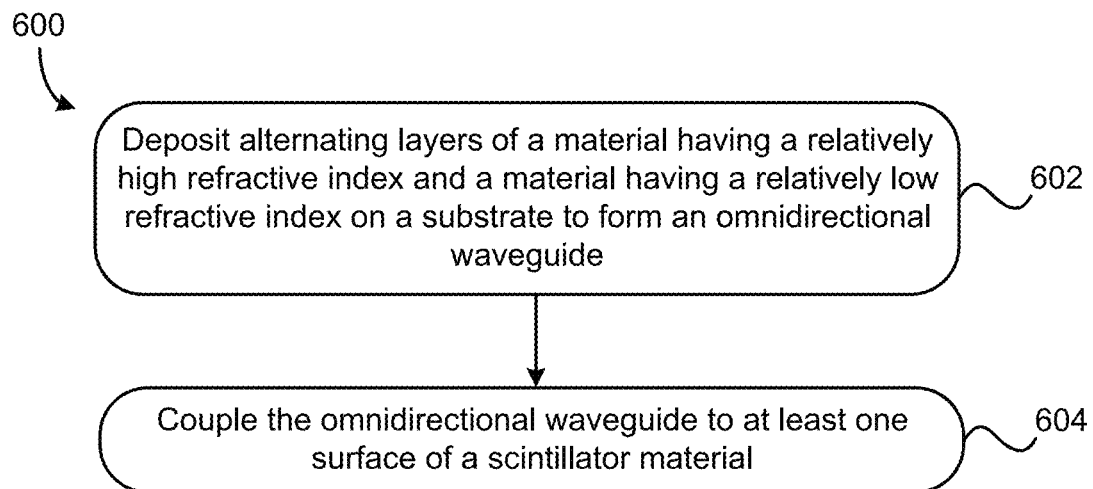 600
Deposit alternating layers of a material having a relatively
high refractive index and a material having a relatively low
refractive index on a substrate to form an omnidirectional
waveguide
602
Couple the omnidirectional waveguide to at least one
surface of a scintillator material
604